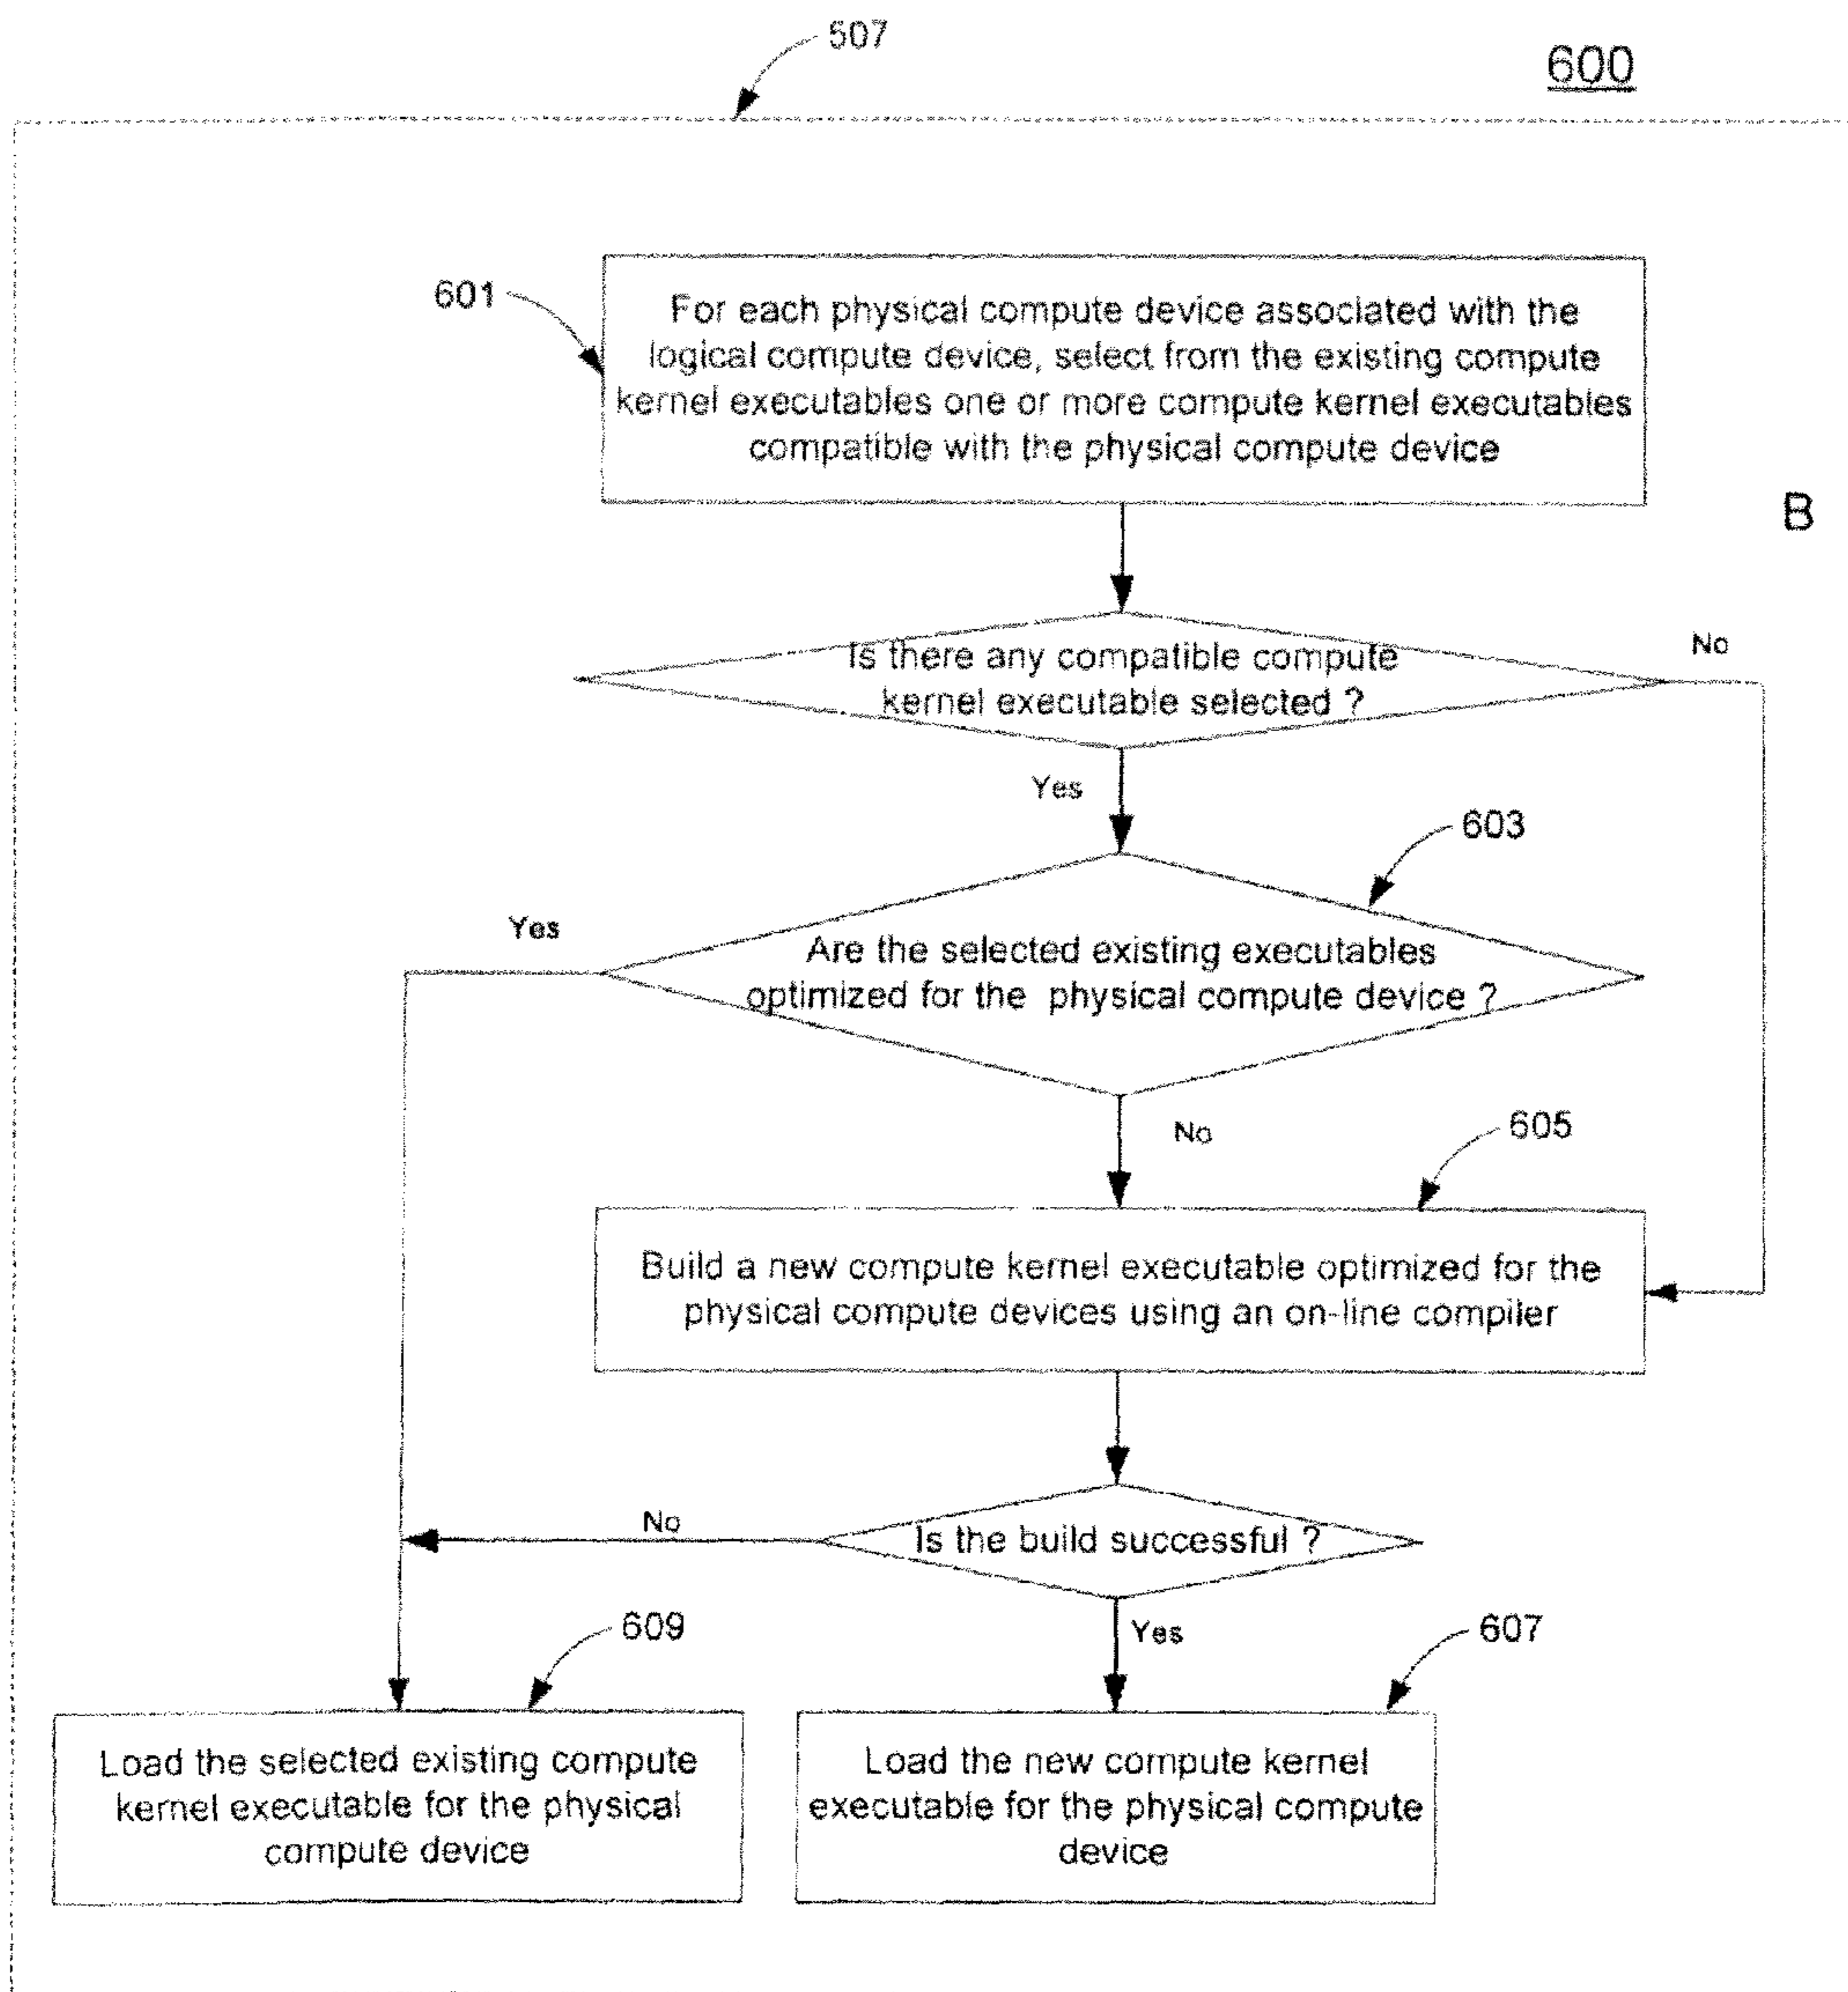 507
600
601
For each physical compute device associated with the
logical compute device, select from the existing compute
kernel executables one or more compute kernel executables
compatible with the physical compute device
B
Is there any compatible compute
kernel executable selected ?
No
Yes
603
Yes
Are the selected existing executables
optimized for the physical compute device ?
No
605
Build a new compute kernel executable optimized for the
physical compute devices using an on-line compiler
No
Is the build successful ?
609
Yes
607
Load the selected existing compute
kernel executable for the physical
compute device
Load the new compute kernel
executable for the physical compute
device